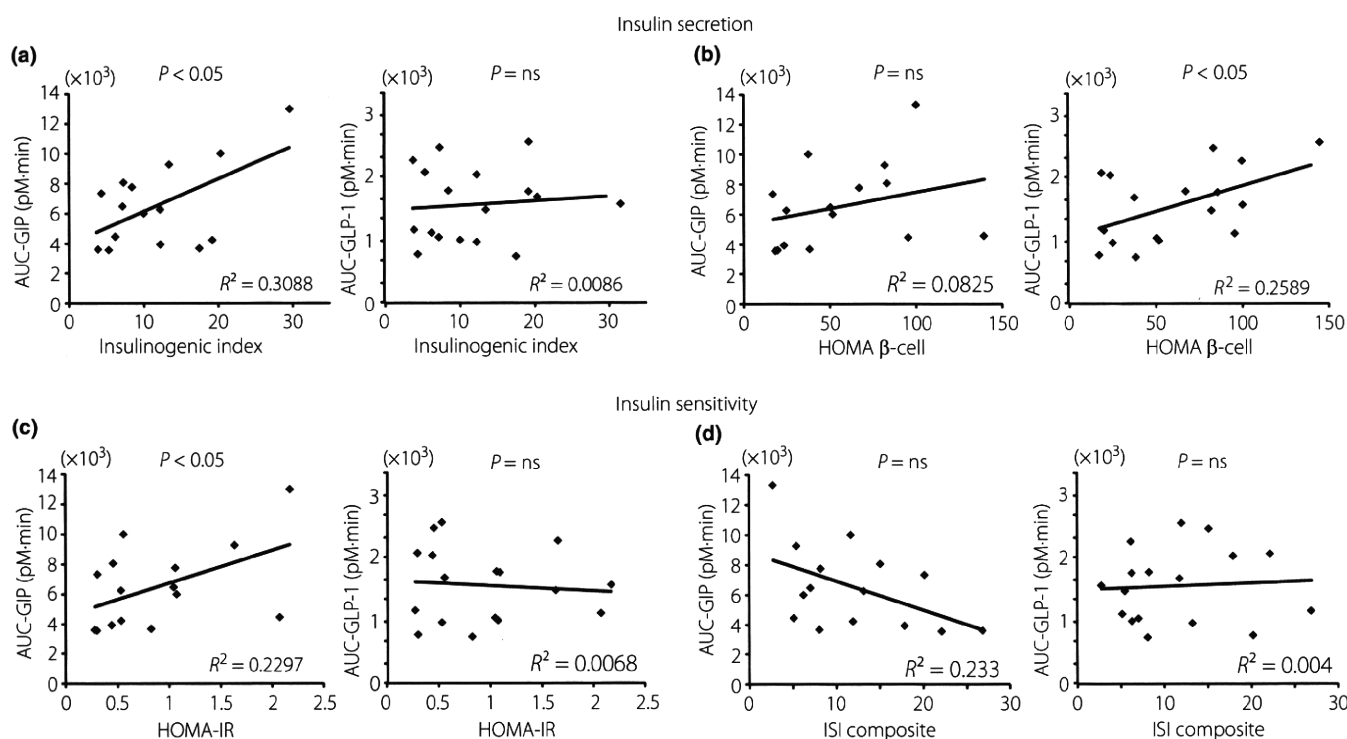 Insulin secretion
(a)
(×10³)
P < 0.05
AUC-GIP (pM·min)
14
12
10
8
6
4
2
0
R² = 0.3088
0 10 20 30
Insulinogenic index
(×10³)
P = ns
AUC-GLP-1 (pM·min)
3
2
1
0
R² = 0.0086
0 10 20 30
Insulinogenic index
(b)
(×10³)
P = ns
AUC-GIP (pM·min)
14
12
10
8
6
4
2
0
R² = 0.0825
0 50 100 150
HOMA β-cell
(×10³)
P < 0.05
AUC-GLP-1 (pM·min)
3
2
1
0
R² = 0.2589
0 50 100 150
HOMA β-cell
Insulin sensitivity
(c)
(×10³)
P < 0.05
AUC-GIP (pM·min)
14
12
10
8
6
4
2
0
R² = 0.2297
0 0.5 1 1.5 2 2.5
HOMA-IR
(×10³)
P = ns
AUC-GLP-1 (pM·min)
3
2
1
0
R² = 0.0068
0 0.5 1 1.5 2 2.5
HOMA-IR
(d)
(×10³)
P = ns
AUC-GIP (pM·min)
14
12
10
8
6
4
2
0
R² = 0.233
0 10 20 30
ISI composite
(×10³)
P = ns
AUC-GLP-1 (pM·min)
3
2
1
0
R² = 0.004
0 10 20 30
ISI composite